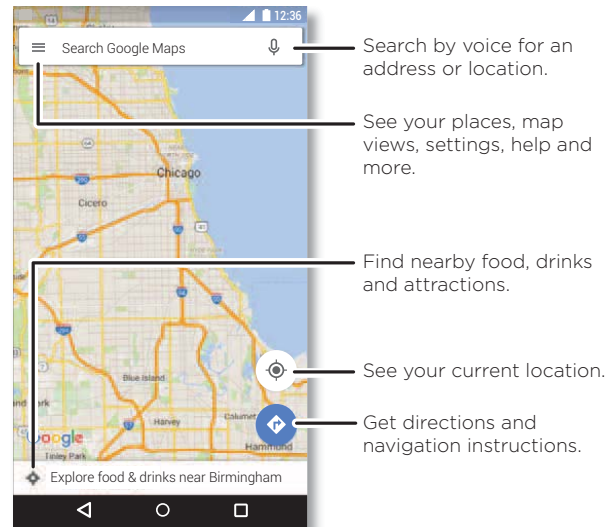 12:36
Search Google Maps
Search by voice for an
address or location.
See your places, map
views, settings, help and
more.
Chicago
Cicero
Find nearby food, drinks
and attractions.
Blue Island
See your current location.
Harvey
Calumet
Get directions and
navigation instructions.
Google
Hammond
Tinley Park
Explore food & drinks near Birmingham